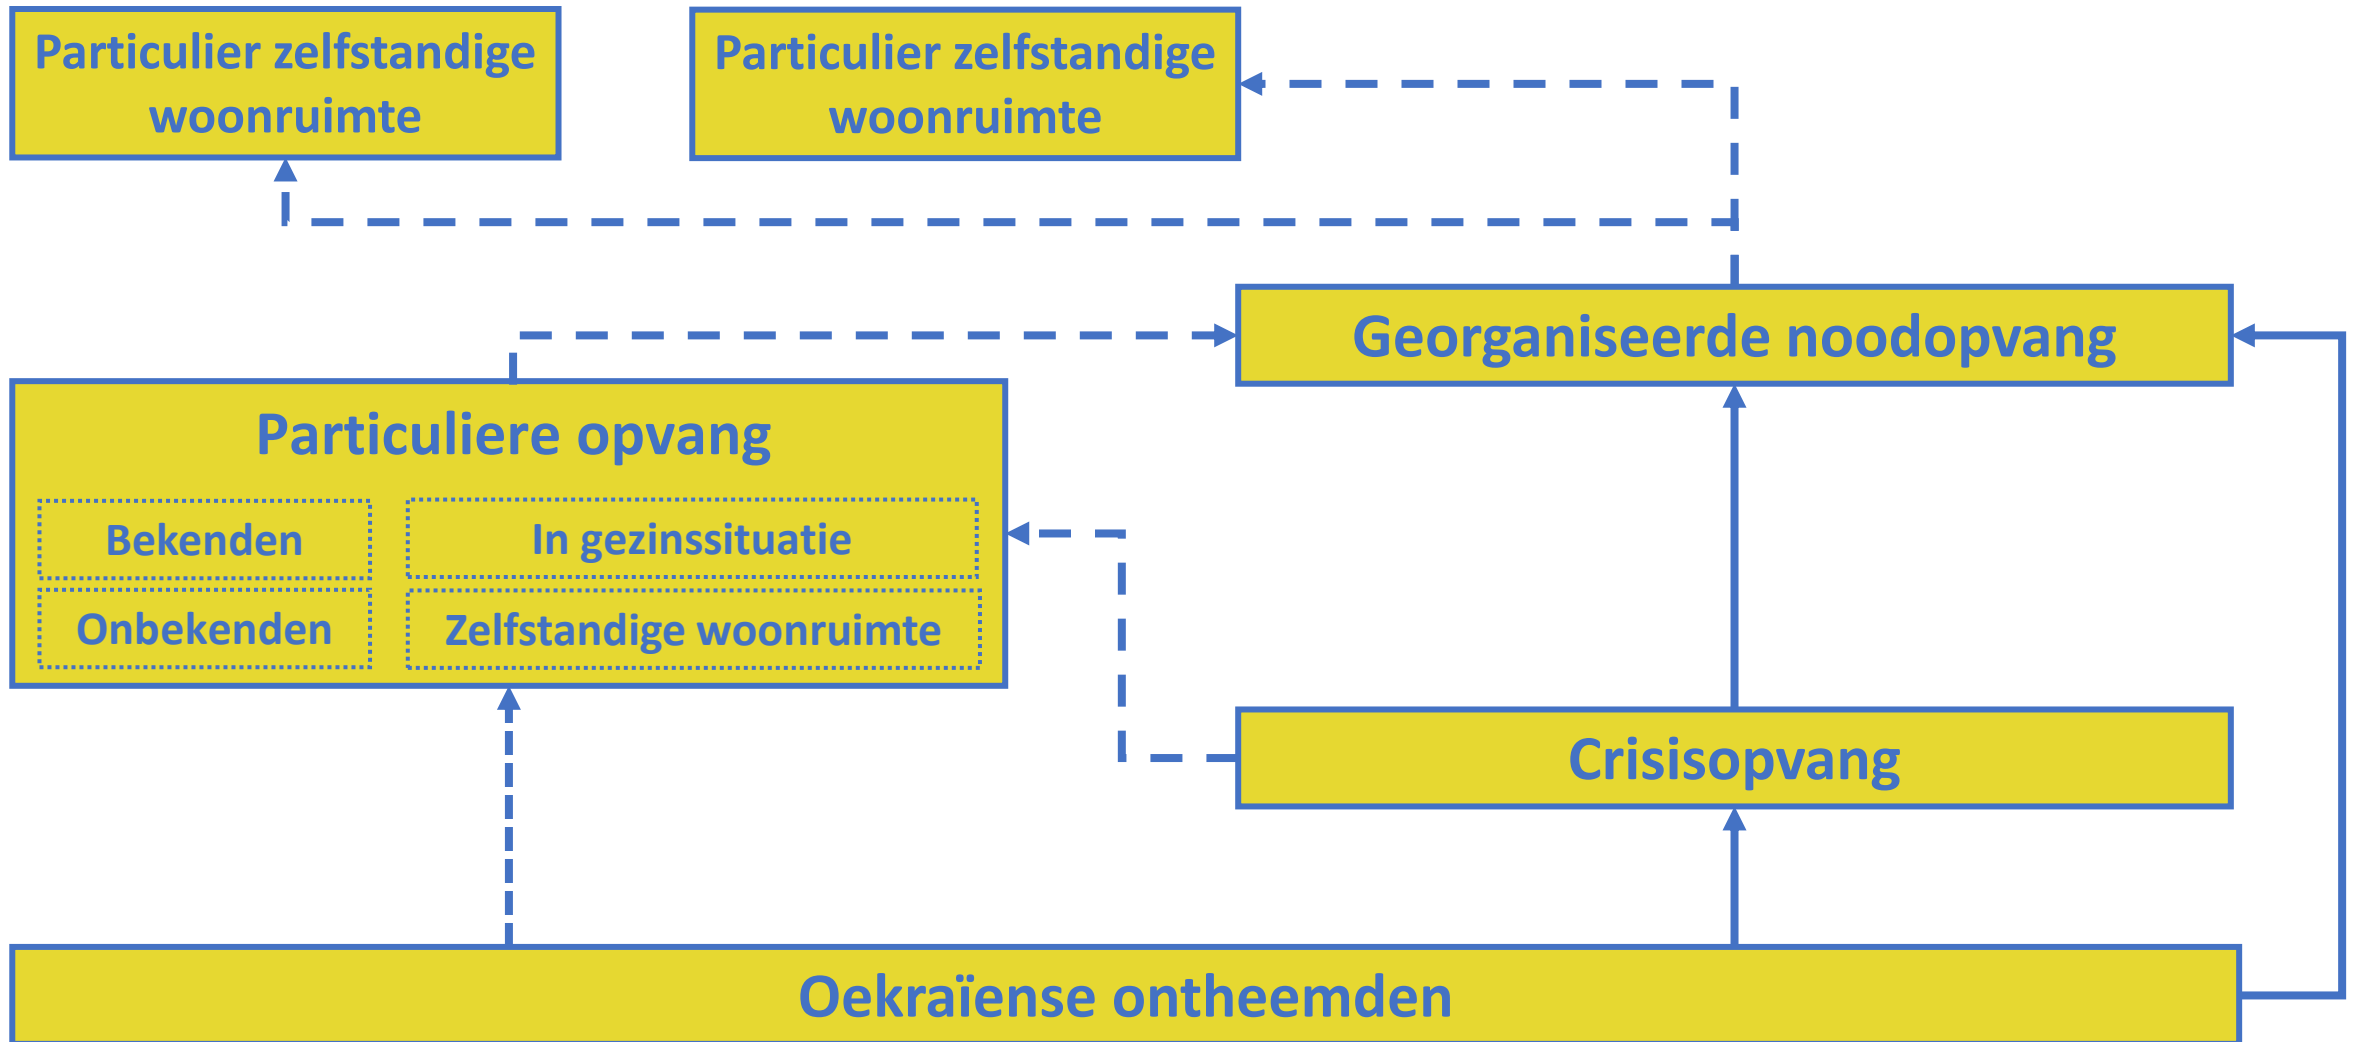 Particulier zelfstandige
woonruimte
Particulier zelfstandige
woonruimte
Georganiseerde noodopvang
Particuliere opvang
Bekenden
In gezinssituatie
Onbekenden
Zelfstandige woonruimte
Crisisopvang
Oekraïense ontheemden